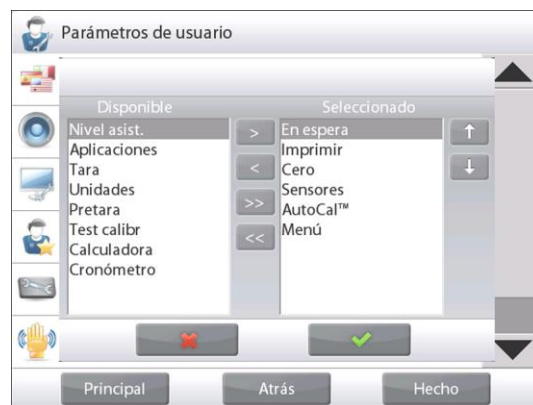 Parámetros de usuario
Disponible
Seleccionado
Nivel asist.
Aplicaciones
Tara
Unidades
Pretara
Test calibr
Calculadora
Cronómetro
>
<
>>
<<
En espera
Imprimir
Cero
Sensores
AutoCal™
Menú
Principal
Atrás
Hecho